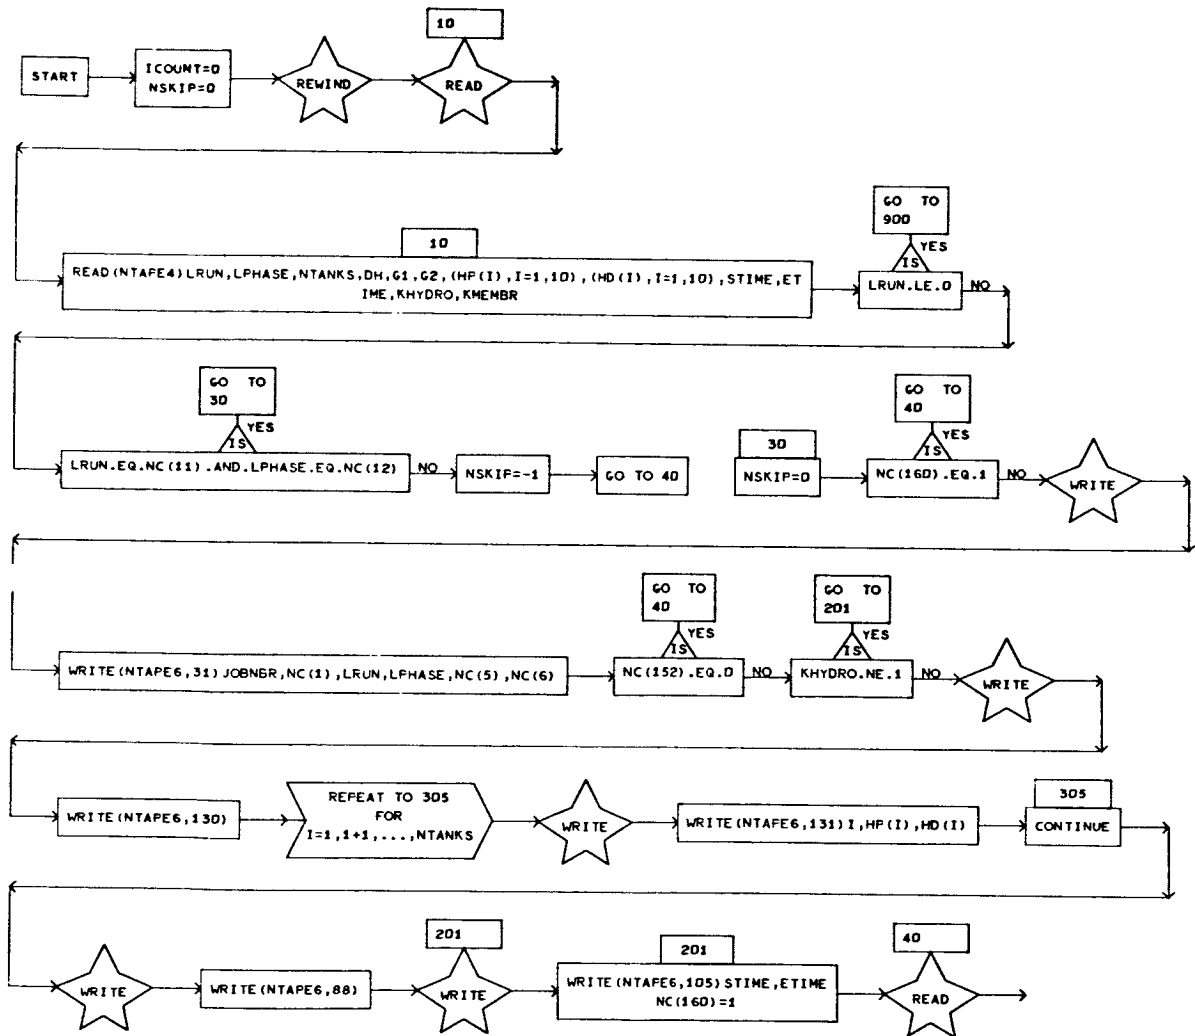 10
START
ICOUNT=0
NSKIP=0
REWIND
READ
GO TO
900
YES
IS
10
READ(NTAPE4)LRUN,LPHASE,NTANKS,DH,G1,G2,(HP(I),I=1,10),(HD(I),I=1,10),STIME,ET
IME,KHYDRO,KMEMBR
LRUN.LE.0
NO
GO TO
30
YES
IS
LRUN.EQ.NC(11).AND.LPHASE.EQ.NC(12)
NO
NSKIP=-1
GO TO 40
30
NSKIP=0
GO TO
40
YES
IS
NC(160).EQ.1
NO
WRITE
WRITE(NTAPE6,31)JOBNBR,NC(1),LRUN,LPHASE,NC(5),NC(6)
GO TO
40
YES
IS
NC(152).EQ.0
NO
GO TO
201
YES
IS
KHYDRO.NE.1
NO
WRITE
WRITE(NTAPE6,130)
REPEAT TO 305
FOR
I=1,1+1,...,NTANKS
WRITE
WRITE(NTAPE6,131)I,HP(I),HD(I)
305
CONTINUE
WRITE
WRITE(NTAPE6,88)
201
WRITE
201
WRITE(NTAPE6,105)STIME,ETIME
NC(160)=1
40
READ